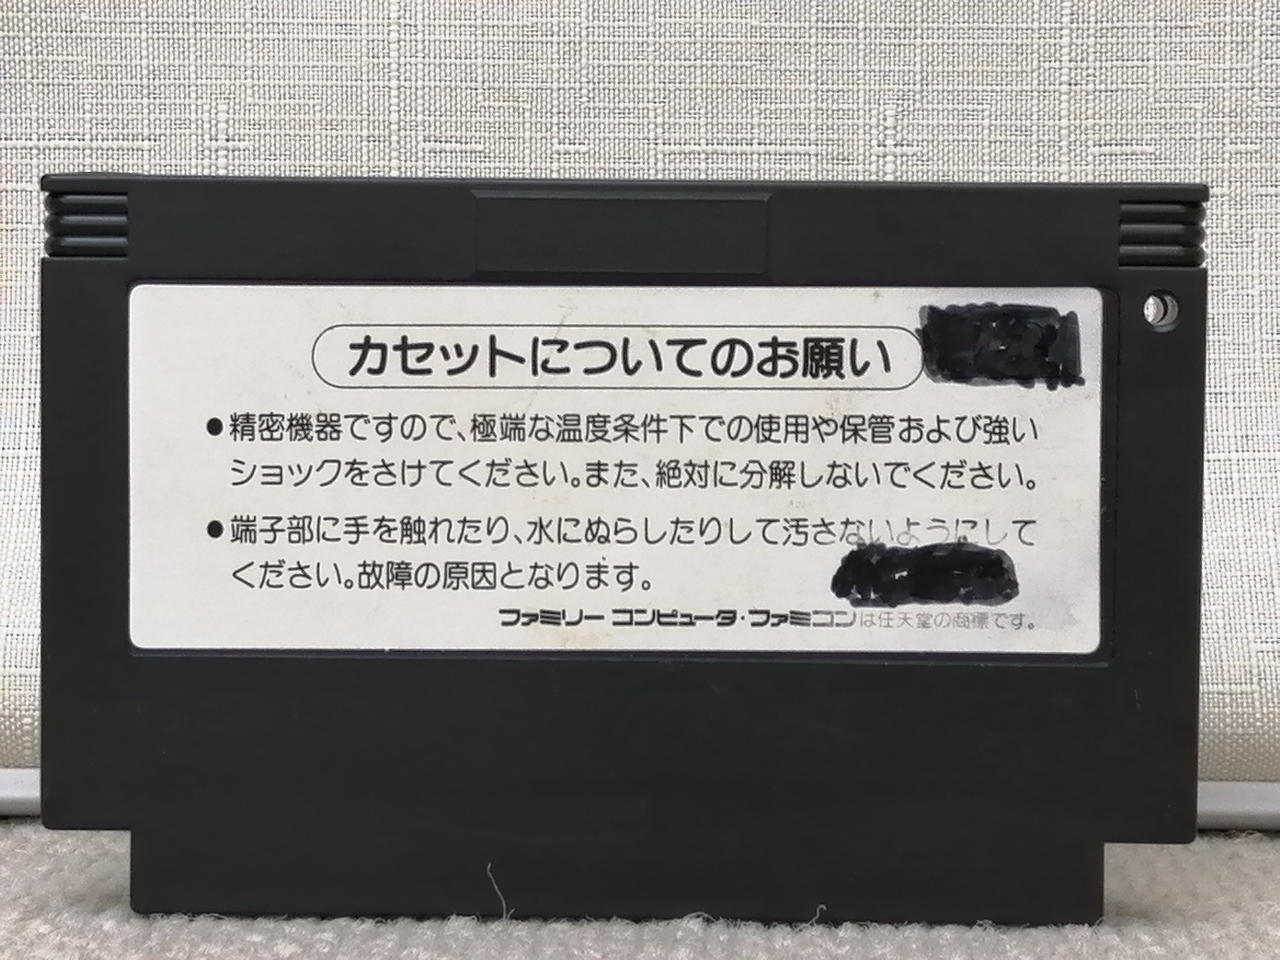 カセットについてのお願い
●精密機器ですので、極端な温度条件下での使用や保管および強い
ショックをさけてください。また、絶対に分解しないでください。
●端子部に手を触れたり、水にぬらしたりして汚さないようにして
ください。故障の原因となります。
ファミリー コンピュータ・ファミコンは任天堂の商標です。